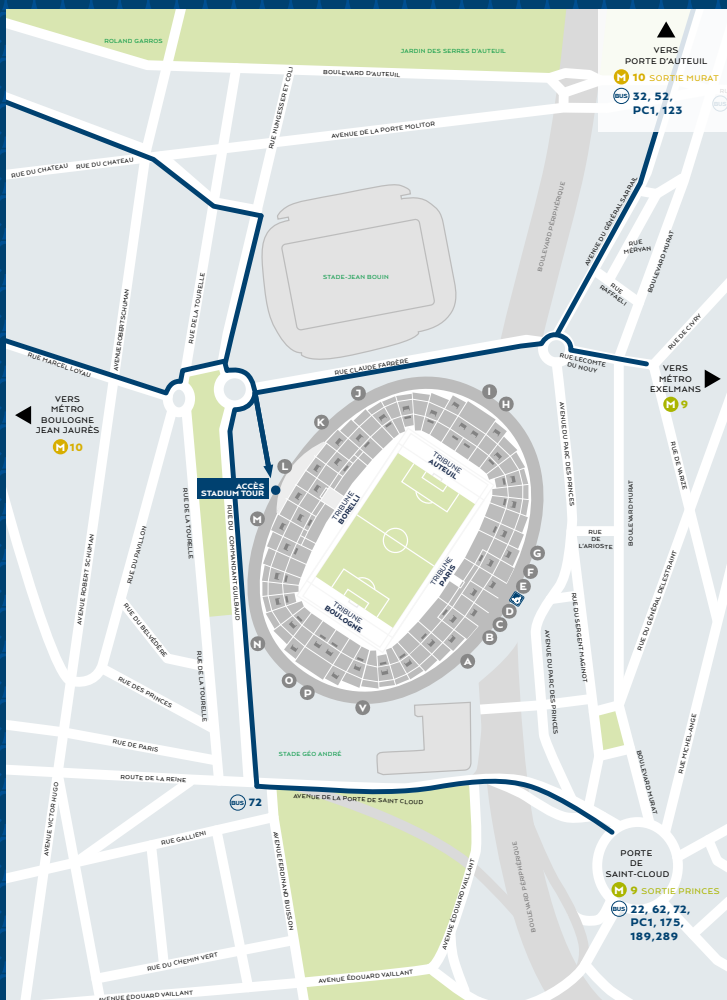 ROLAND GARROS
JARDIN DES SERRES D'AUTEUIL
BOULEVARD D'AUTEUIL
VERS
PORTE D'AUTEUIL
M 10 SORTIE MURAT
BUS 32, 52,
PC1, 123
BUS
RUE NUNGESSER ET COLI
AVENUE DE LA PORTE MOLITOR
RUE DU CHATEAU
RUE DU CHATEAU
BOULEVARD PÉRIPHÉRIQUE
AVENUE DU GÉNÉRAL SARRAIL
RUE
MERYAN
BOULEVARD MURAT
RUE
RAFFAELI
RUE DE CIVRY
STADE-JEAN BOUIN
AVENUE ROBERT SCHUMAN
RUE DE LA TOURELLE
RUE MARCEL LOYAU
RUE CLAUDE FARRÈRE
RUE LECOMTE
DU NOUY
VERS
MÉTRO
EXELMANS
M 9
VERS
MÉTRO
BOULOGNE
JEAN JAURÈS
M 10
J
I
H
K
L
M
N
O
P
V
A
B
C
D
E
F
G
ACCÈS
STADIUM TOUR
TRIBUNE
AUTEUIL
TRIBUNE
BORELLI
TRIBUNE
PARIS
TRIBUNE
BOULOGNE
AVENUE DU PARC DES PRINCES
RUE DE VARIZE
BOULEVARD MURAT
RUE
DE
L'ARIOSTE
RUE DE LA TOURELLE
RUE DU COMMANDANT GUILBAUD
RUE DU PAVILLON
AVENUE ROBERT SCHUMAN
RUE DU BELVÉDÈRE
RUE DU GÉNÉRAL DELESTRAINT
RUE DU SERGENT MAGINOT
AVENUE DU PARC DES PRINCES
RUE DES PRINCES
RUE DE LA TOURELLE
RUE DE PARIS
STADE GÉO ANDRÉ
RUE MICHEL-ANGE
BOULEVARD MURAT
ROUTE DE LA REINE
BUS 72
AVENUE DE LA PORTE DE SAINT CLOUD
AVENUE VICTOR HUGO
RUE GALLIENI
AVENUE FERDINAND BUISSON
BOULEVARD PÉRIPHÉRIQUE
AVENUE ÉDOUARD VAILLANT
PORTE
DE
SAINT-CLOUD
M 9 SORTIE PRINCES
BUS 22, 62, 72,
PC1, 175,
189,289
RUE DU CHEMIN VERT
AVENUE ÉDOUARD VAILLANT
AVENUE ÉDOUARD VAILLANT